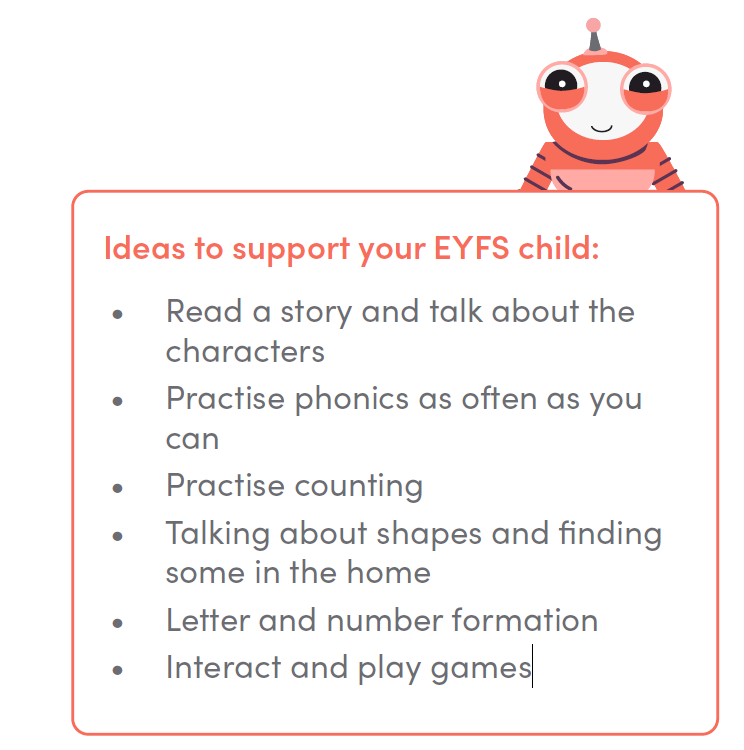 Ideas to support your EYFS child:
• Read a story and talk about the
characters
• Practise phonics as often as you
can
• Practise counting
• Talking about shapes and finding
some in the home
• Letter and number formation
• Interact and play games